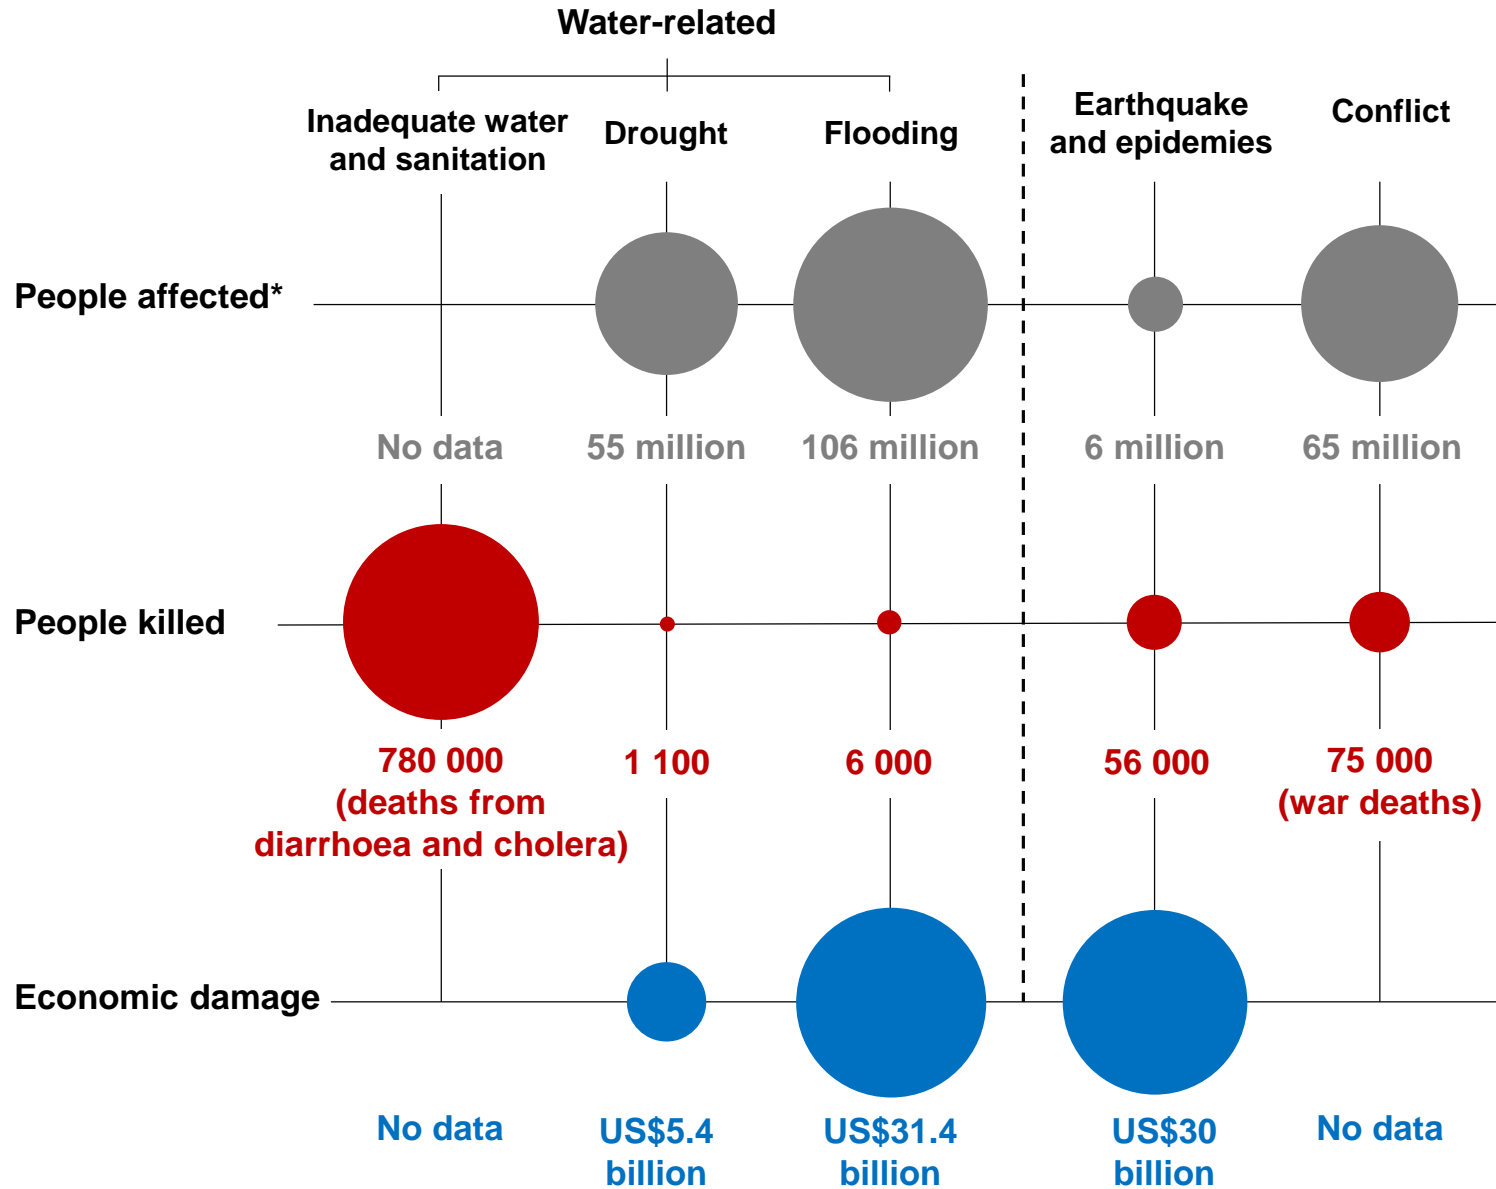 Water-related
Inadequate water
and sanitation
Drought
Flooding
Earthquake
and epidemies
Conflict
People affected*
No data
55 million
106 million
6 million
65 million
People killed
780 000
(deaths from
diarrhoea and cholera)
1 100
6 000
56 000
75 000
(war deaths)
Economic damage
No data
US$5.4
billion
US$31.4
billion
US$30
billion
No data